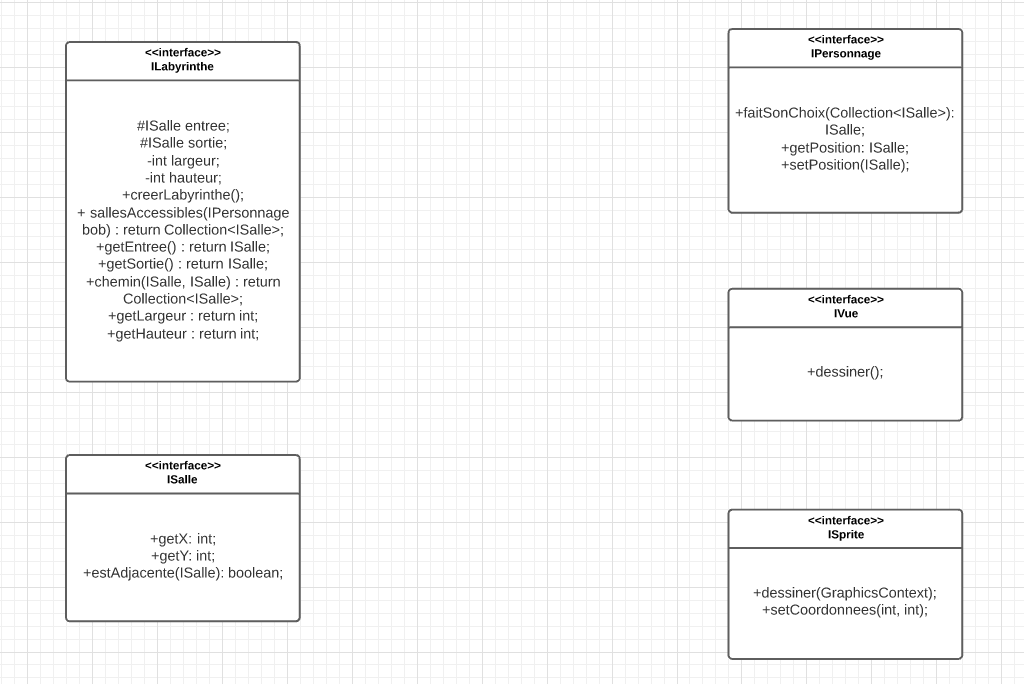 <<interface>>
ILabyrinthe
#ISalle entree;
#ISalle sortie;
-int largeur;
-int hauteur;
+creerLabyrinthe();
+ sallesAccessibles(IPersonnage
bob) : return Collection<ISalle>;
+getEntree() : return ISalle;
+getSortie() : return ISalle;
+chemin(ISalle, ISalle) : return
Collection<ISalle>;
+getLargeur : return int;
+getHauteur : return int;
<<interface>>
ISalle
+getX: int;
+getY: int;
+estAdjacente(ISalle): boolean;
<<interface>>
IPersonnage
+faitSonChoix(Collection<ISalle>):
ISalle;
+getPosition: ISalle;
+setPosition(ISalle);
<<interface>>
IVue
+dessiner();
<<interface>>
ISprite
+dessiner(GraphicsContext);
+setCoordonnees(int, int);